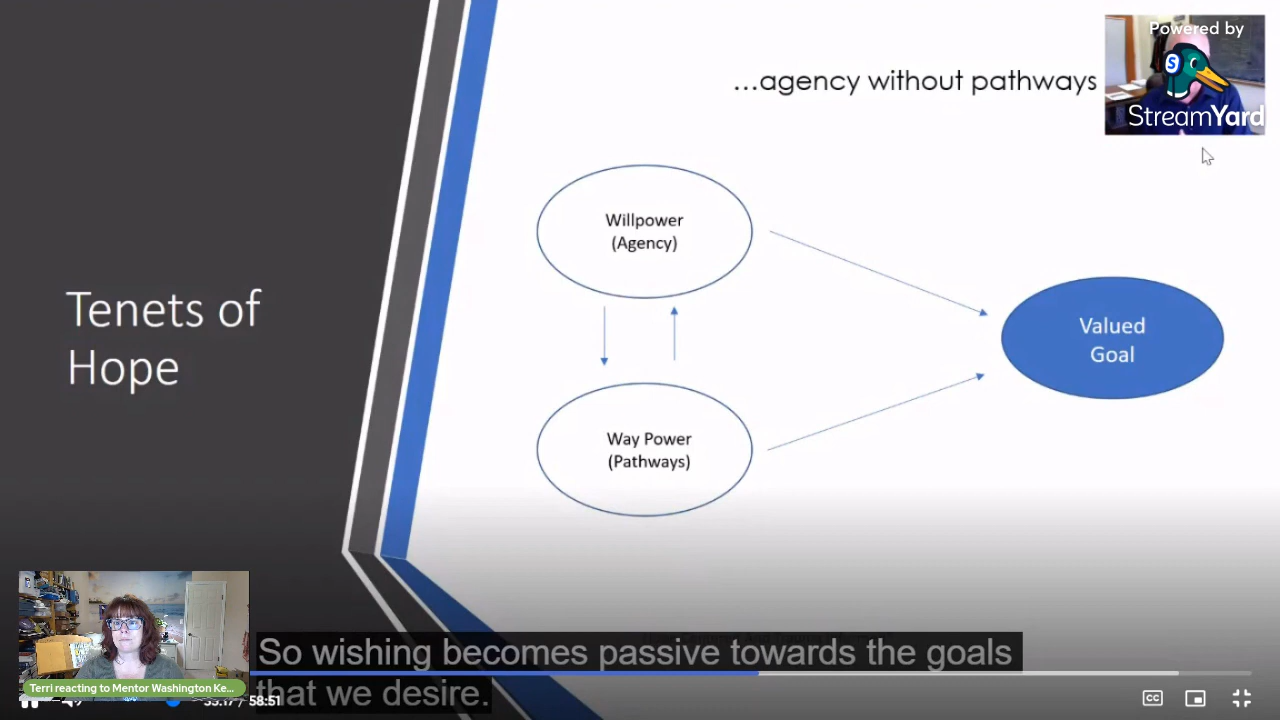 Powered by
StreamYard
...agency without pathways
Willpower
(Agency)
Tenets of
Hope
Valued
Goal
Way Power
(Pathways)
So wishing becomes passive towards the goals
that we desire.
Terri reacting to Mentor Washington Ke...
58:51
CC